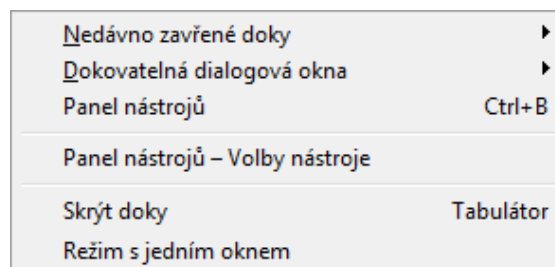 Nedávno zavřené doky
Dokovatelná dialogová okna
Panel nástrojů Ctrl+B
Panel nástrojů – Volby nástroje
Skrýt doky Tabulátor
Režim s jedním oknem